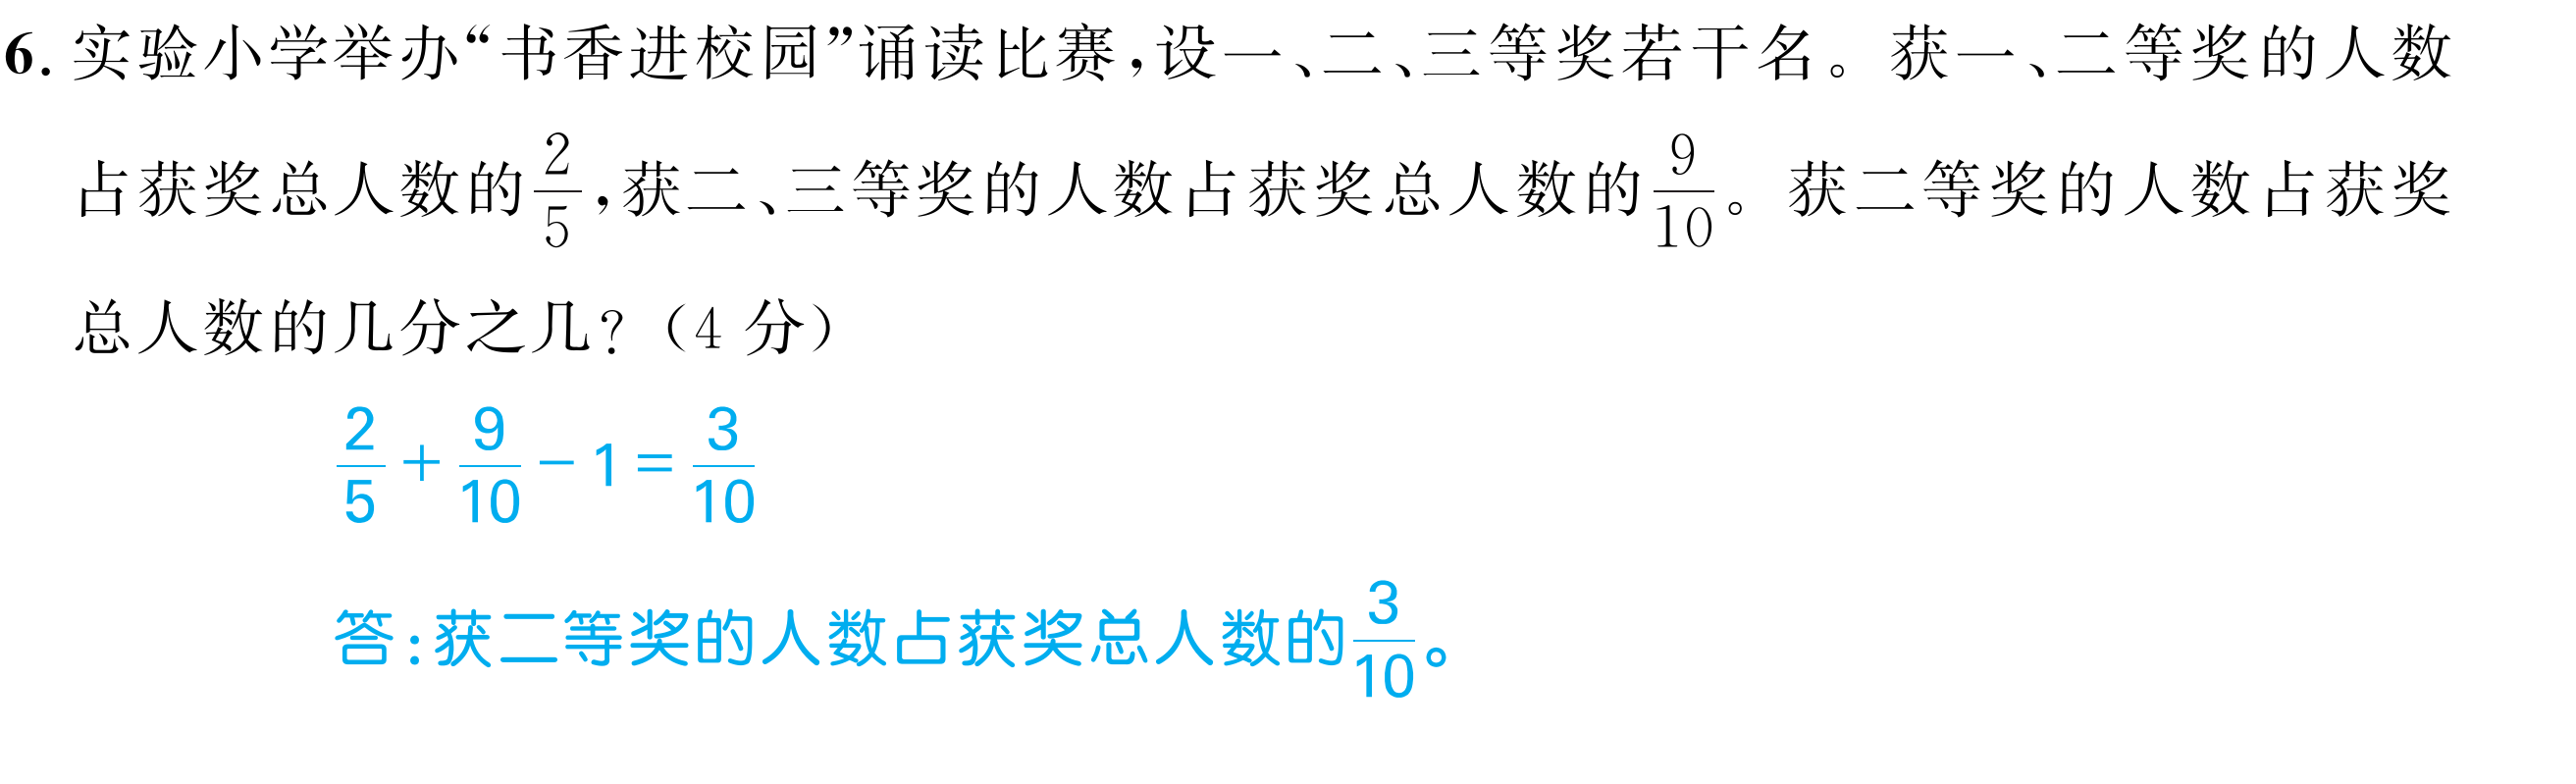 6. 实验小学举办“书香进校园”诵读比赛,设一、二、三等奖若干名。获一、二等奖的人数
占获奖总人数的2/5,获二、三等奖的人数占获奖总人数的9/10。获二等奖的人数占获奖
总人数的几分之几?(4 分)
2/5 + 9/10 - 1 = 3/10
答:获二等奖的人数占获奖总人数的3/10。